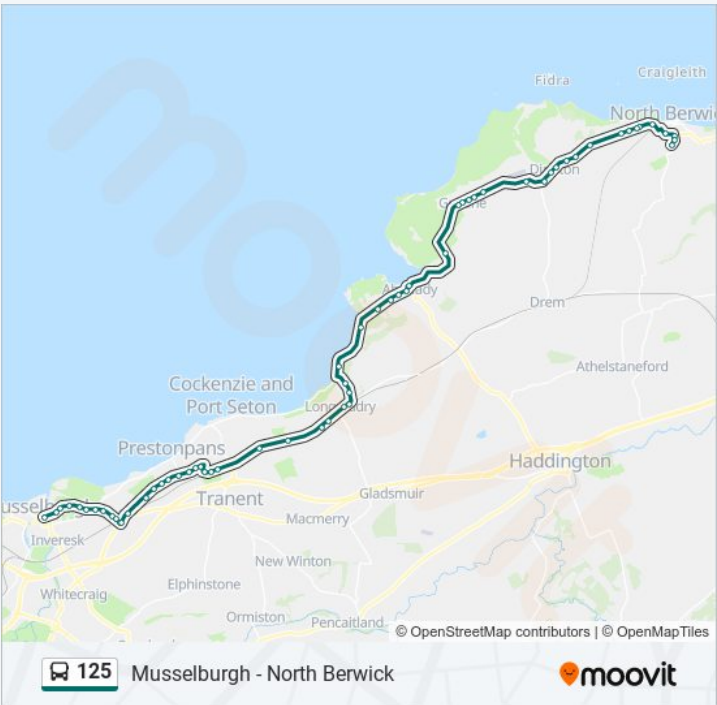 Fidra
Craigleith
North Berwic
Drem
Athelstaneford
Cockenzie and
Port Seton
Prestonpans
Haddington
Tranent
Gladsmuir
Macmerry
Inveresk
New Winton
Whitecraig
Elphinstone
Ormiston
Pencaitland
© OpenStreetMap contributors | © OpenMapTiles
125 Musselburgh - North Berwick moovit